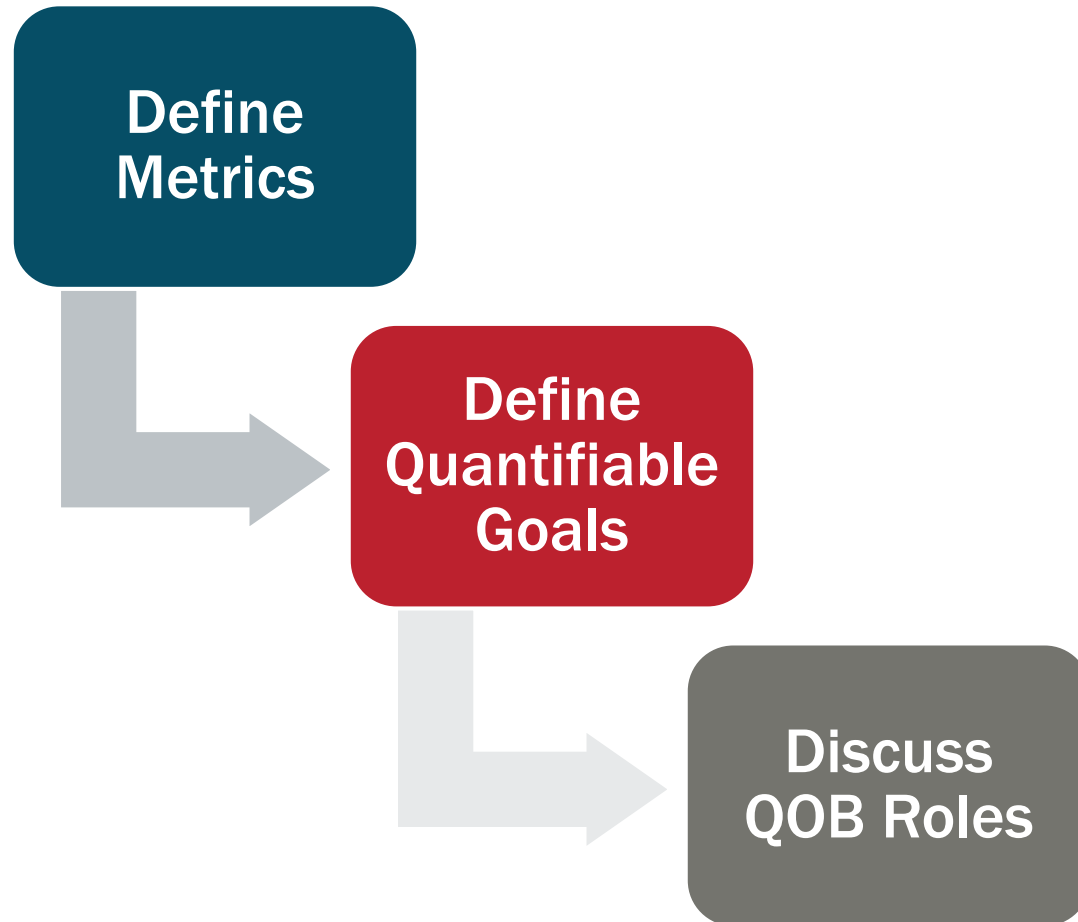 Define
Metrics
Define
Quantifiable
Goals
Discuss
QOB Roles